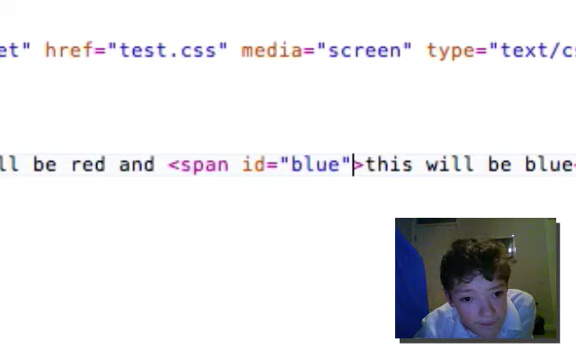 et" href="test.css" media="screen" type="text/cs
ll be red and <span id="blue">this will be blue<